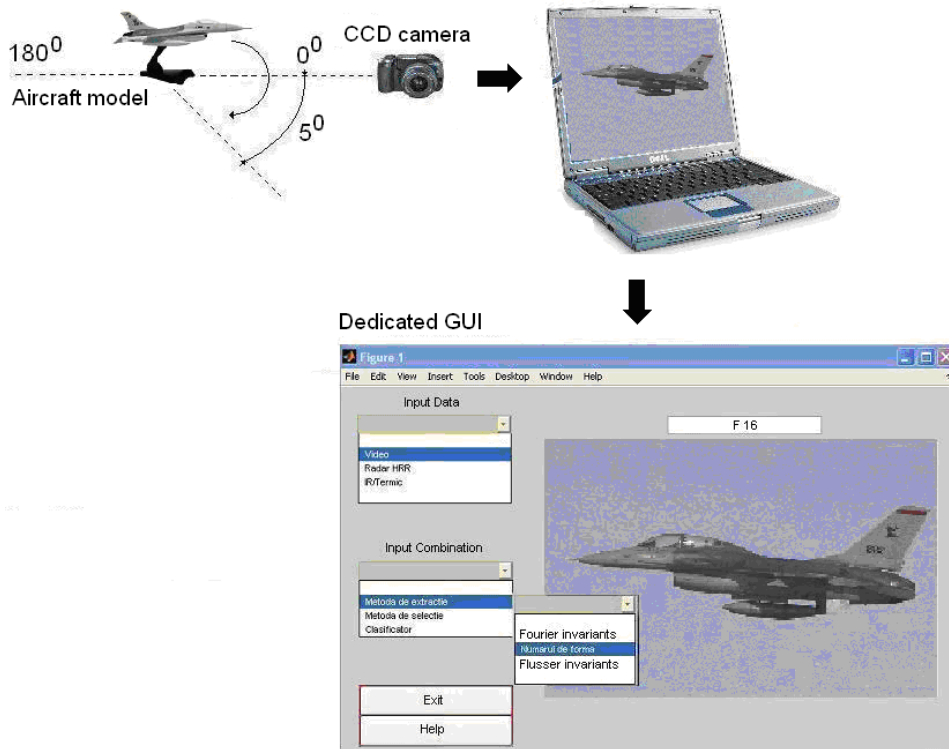 180⁰
0⁰
CCD camera
Aircraft model
5⁰
DELL
Dedicated GUI
Figure 1
File Edit View Insert Tools Desktop Window Help
Input Data
F 16
Video
Radar HRR
IR/Termic
Input Combination
Metoda de extractie
Metoda de selectie
Clasificator
Fourier invariants
Numarul de forma
Flusser invariants
Exit
Help